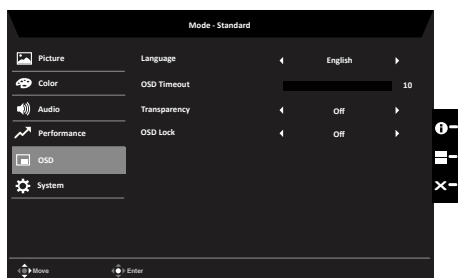 Mode - Standard
Picture
Language English
Color
OSD Timeout 10
Audio
Transparency Off
Performance
OSD Lock Off
OSD
System
Move Enter